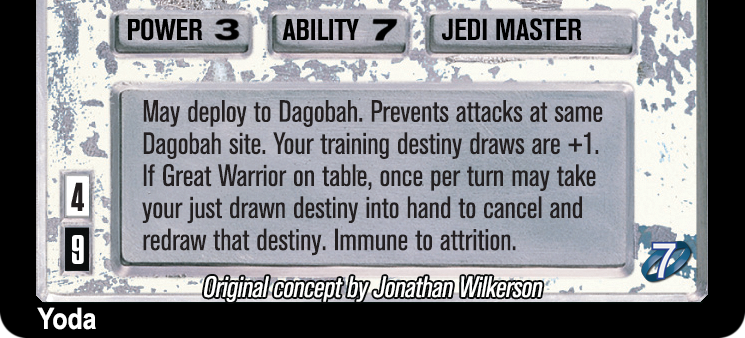 POWER 3 ABILITY 7 JEDI MASTER
May deploy to Dagobah. Prevents attacks at same
Dagobah site. Your training destiny draws are +1.
If Great Warrior on table, once per turn may take
your just drawn destiny into hand to cancel and
redraw that destiny. Immune to attrition.
4
9
7
Original concept by Jonathan Wilkerson
Yoda